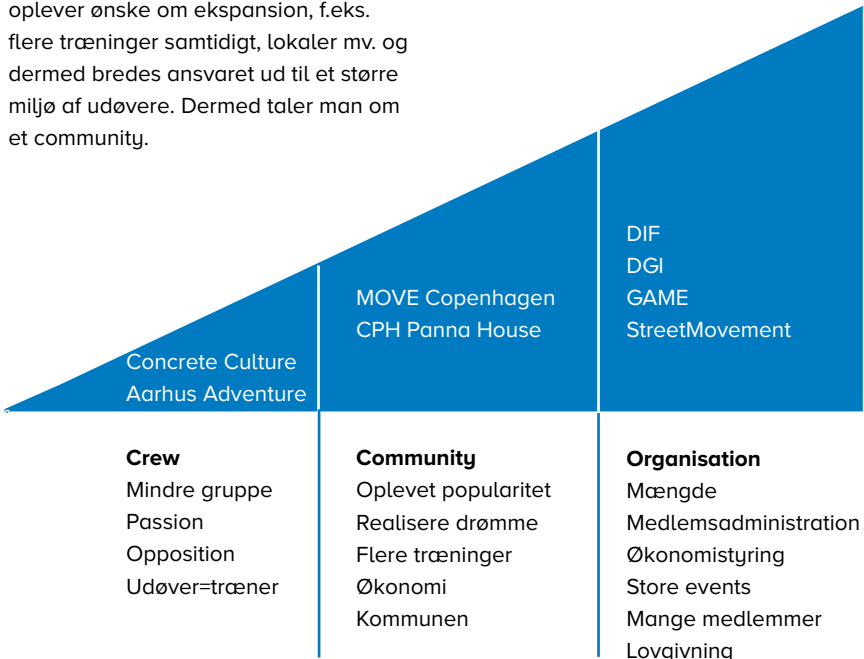 oplever ønske om ekspansion, f.eks.
flere træninger samtidigt, lokaler mv. og
dermed bredes ansvaret ud til et større
miljø af udøvere. Dermed taler man om
et community.
Concrete Culture
Aarhus Adventure
MOVE Copenhagen
CPH Panna House
DIF
DGI
GAME
StreetMovement
Crew
Mindre gruppe
Passion
Opposition
Udøver=træner
Community
Oplevet popularitet
Realisere drømme
Flere træninger
Økonomi
Kommunen
Organisation
Mængde
Medlemsadministration
Økonomistyring
Store events
Mange medlemmer
Lovgivning